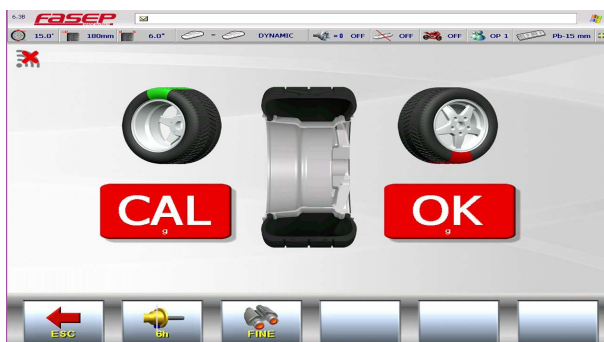 6.38 FASEP
15.0" 180mm 6.0" - DYNAMIC =0 OFF OFF OFF OP 1 Pb-15 mm
CAL OK
g g
ESC 6h FINE